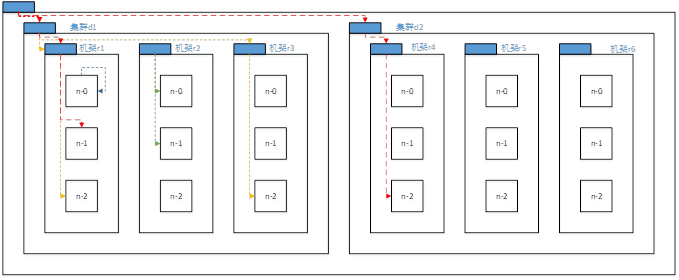 集群d1 集群d2
机架r1 机架r2 机架r3 机架r4 机架r5 机架r6
n-0 n-0 n-0 n-0 n-0 n-0
n-1 n-1 n-1 n-1 n-1 n-1
n-2 n-2 n-2 n-2 n-2 n-2